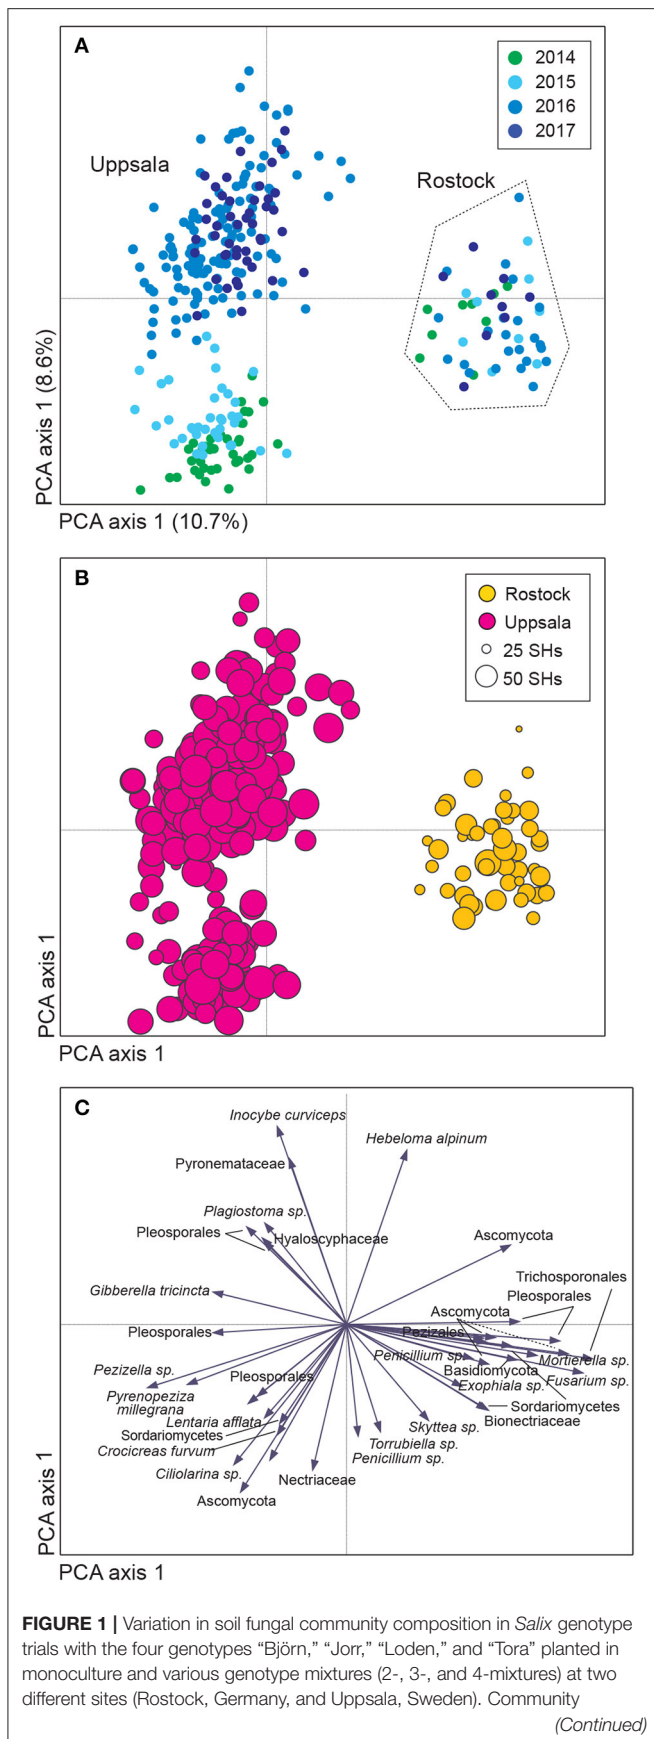 A
2014
2015
2016
2017
Uppsala
Rostock
PCA axis 1 (8.6%)
PCA axis 1 (10.7%)
B
Rostock
Uppsala
25 SHs
50 SHs
PCA axis 1
PCA axis 1
C
Inocybe curviceps
Hebeloma alpinum
Pyronemataceae
Plagiostoma sp.
Pleosporales
Hyaloscyphaceae
Ascomycota
Trichosporonales
Gibberella tricincta
Pleosporales
Ascomycota
Pleosporales
Pezizales
Penicillium sp.
Mortierella sp.
Pezizella sp.
Pleosporales
Basidiomycota
Fusarium sp.
Exophiala sp.
Pyrenopeziza
millegrana
Lentaria afflata
Sordariomycetes
Sordariomycetes
Bionectriaceae
Skyttea sp.
Crocicreas furvum
Torrubiella sp.
Penicillium sp.
Ciliolarina sp.
Nectriaceae
Ascomycota
PCA axis 1
PCA axis 1
FIGURE 1 | Variation in soil fungal community composition in Salix genotype
trials with the four genotypes “Björn,” “Jorr,” “Loden,” and “Tora” planted in
monoculture and various genotype mixtures (2-, 3-, and 4-mixtures) at two
different sites (Rostock, Germany, and Uppsala, Sweden). Community
(Continued)